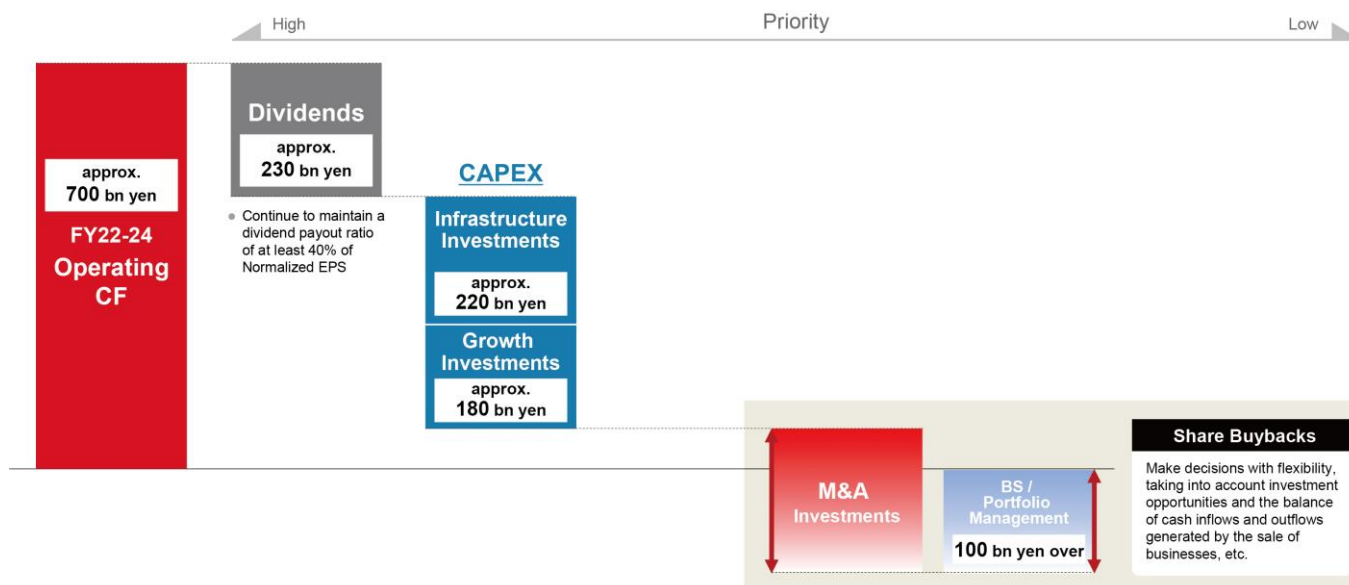 High
Priority
Low
approx.
700 bn yen
FY22-24
Operating
CF
Dividends
approx.
230 bn yen
● Continue to maintain a
dividend payout ratio
of at least 40% of
Normalized EPS
CAPEX
Infrastructure
Investments
approx.
220 bn yen
Growth
Investments
approx.
180 bn yen
M&A
Investments
BS /
Portfolio
Management
100 bn yen over
Share Buybacks
Make decisions with flexibility,
taking into account investment
opportunities and the balance
of cash inflows and outflows
generated by the sale of
businesses, etc.